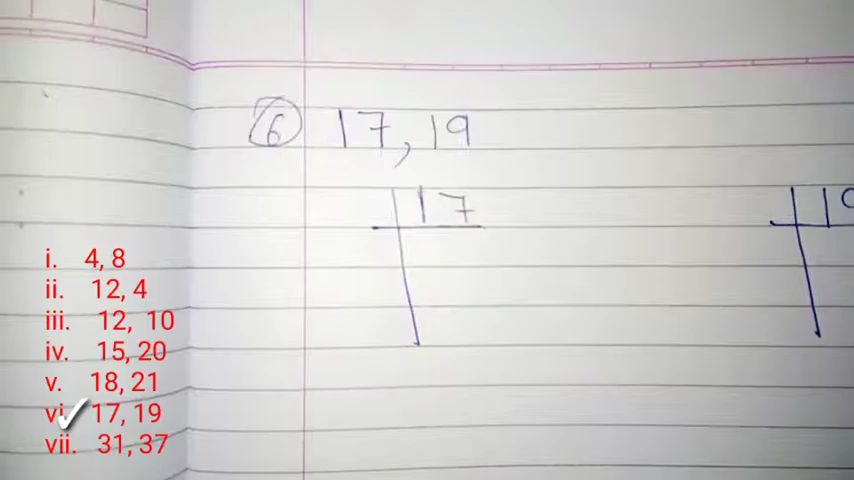 6 17, 19
17
19
i. 4, 8
ii. 12, 4
iii. 12, 10
iv. 15, 20
v. 18, 21
vi. 17, 19
vii. 31, 37